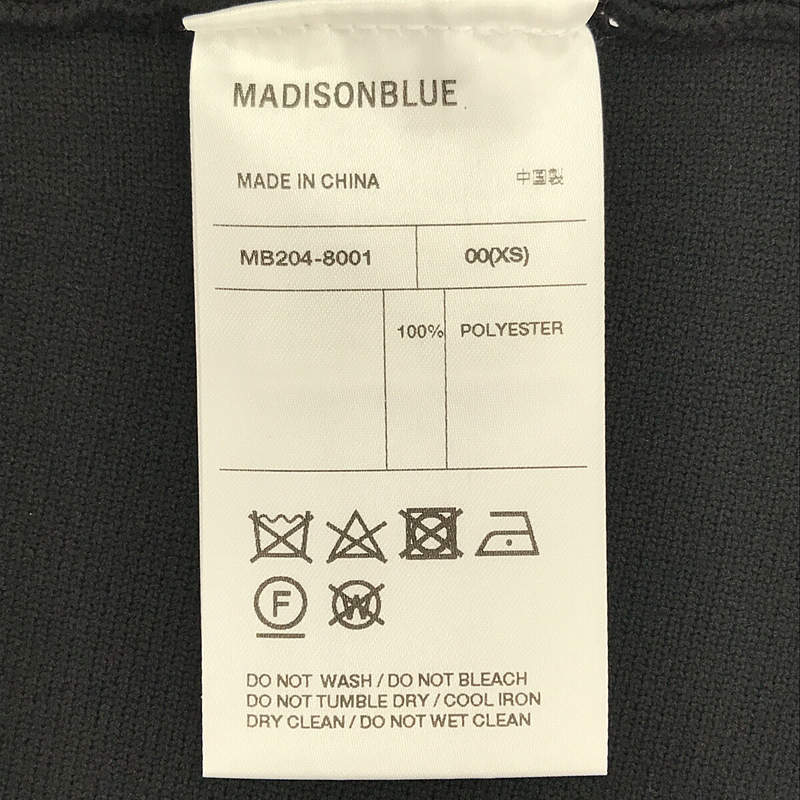 MADISONBLUE
MADE IN CHINA 中国製
MB204-8001 00(XS)
100% POLYESTER
F
W
DO NOT WASH / DO NOT BLEACH
DO NOT TUMBLE DRY / COOL IRON
DRY CLEAN / DO NOT WET CLEAN